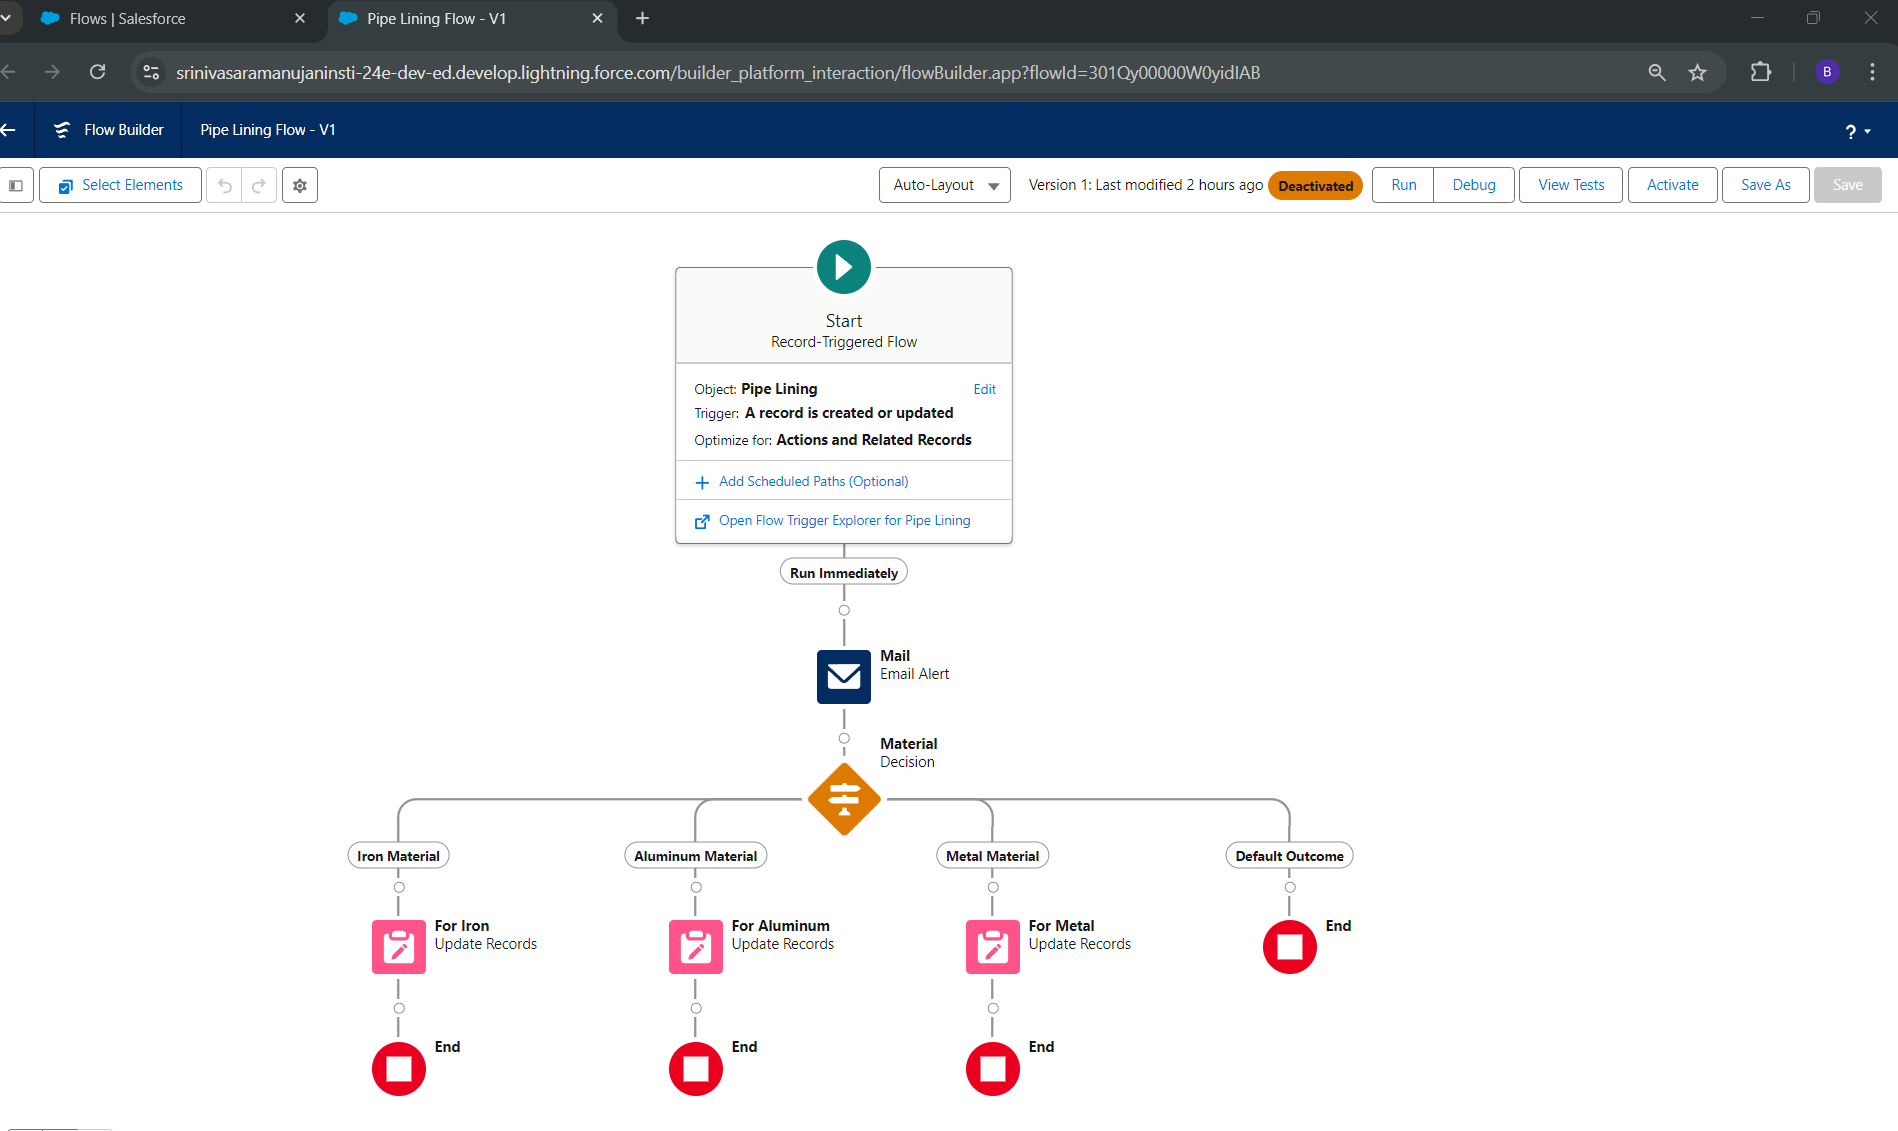 Flows | Salesforce
Pipe Lining Flow - V1
srinivasaramanujaninsti-24e-dev-ed.develop.lightning.force.com/builder_platform_interaction/flowBuilder.app?flowId=301Qy00000W0yidIAB
B
Flow Builder
Pipe Lining Flow - V1
?
Select Elements
Auto-Layout
Version 1: Last modified 2 hours ago
Deactivated
Run
Debug
View Tests
Activate
Save As
Save
Start
Record-Triggered Flow
Object: Pipe Lining
Edit
Trigger: A record is created or updated
Optimize for: Actions and Related Records
Add Scheduled Paths (Optional)
Open Flow Trigger Explorer for Pipe Lining
Run Immediately
Mail
Email Alert
Material
Decision
Iron Material
Aluminum Material
Metal Material
Default Outcome
For Iron
Update Records
For Aluminum
Update Records
For Metal
Update Records
End
End
End
End